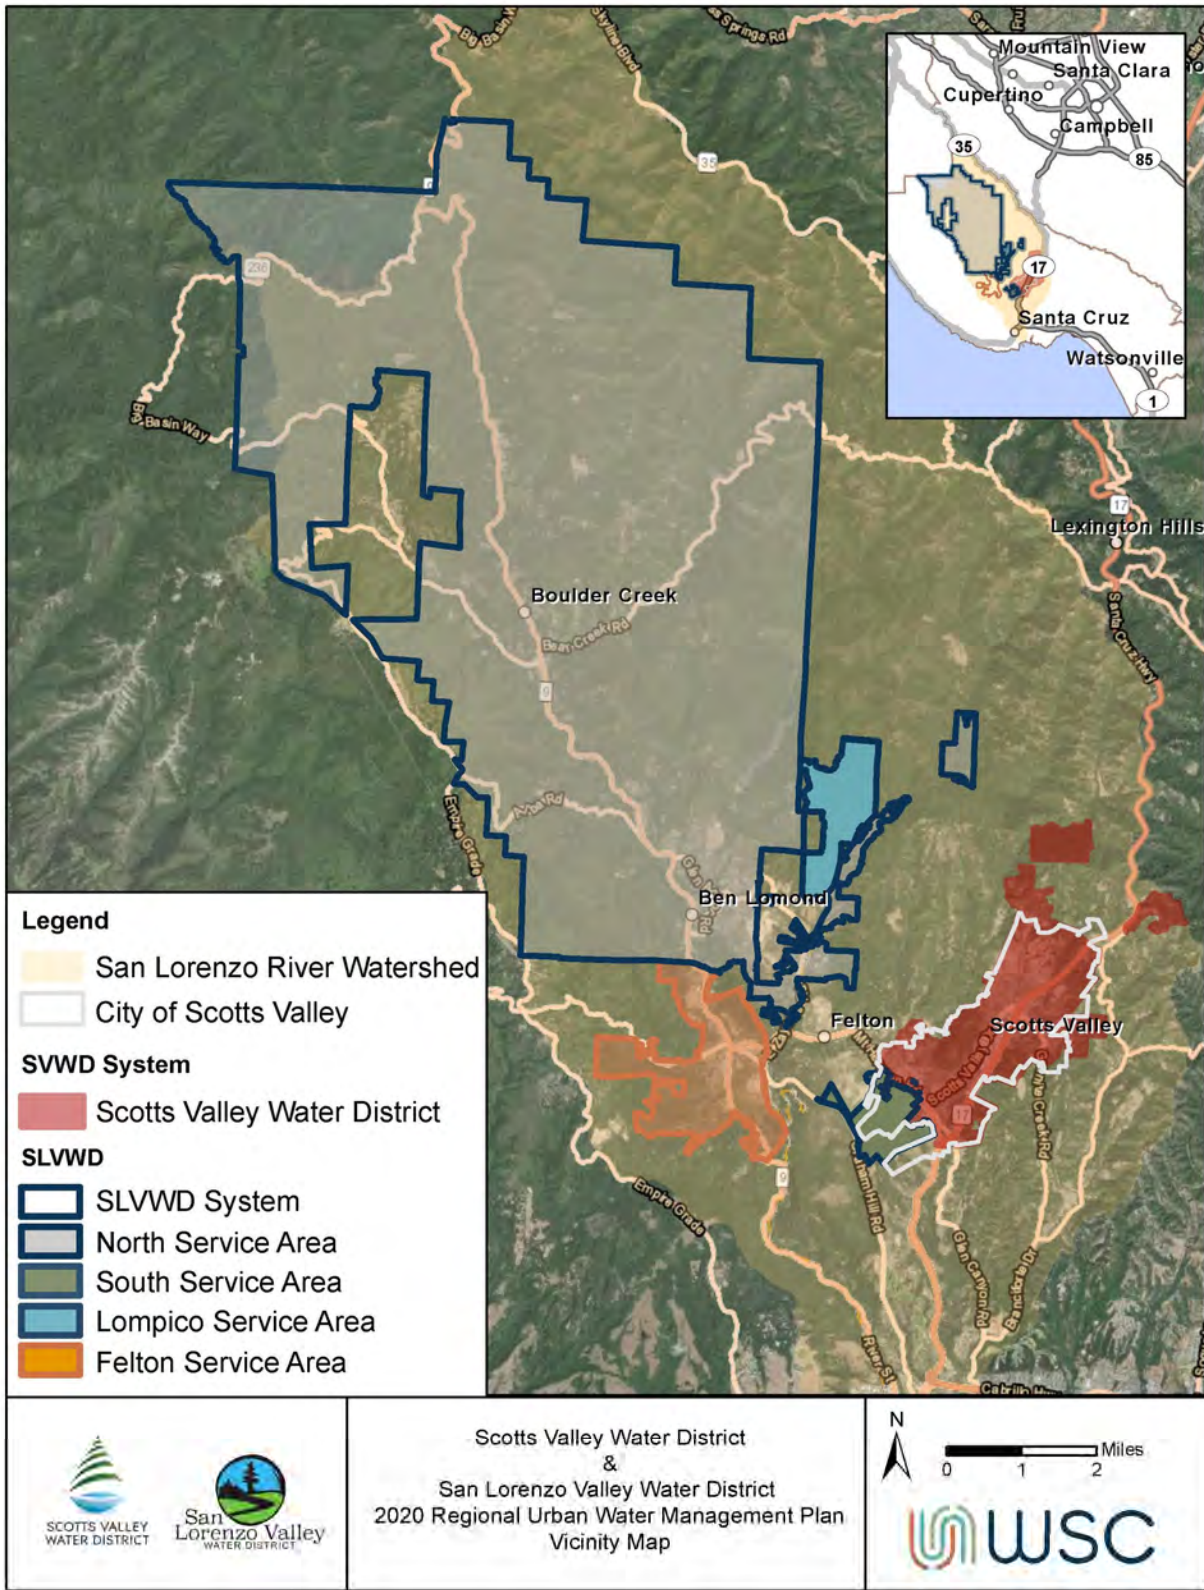 Skyline Blvd
35
Mountain View
Santa Clara
Cupertino
Campbell
35
85
17
Santa Cruz
Watsonville
1
236
Basin Way
17
Lexington Hills
Santa Cruz Hwy
Boulder Creek
Bear Creek Rd
9
Empire Grade
Ben Lomond
Felton
Scotts Valley
17
9
Empire Grade
Graham Hill Rd
Glen Canyon Rd
Branciforte Dr
River St
Legend
San Lorenzo River Watershed
City of Scotts Valley
SVWD System
Scotts Valley Water District
SLVWD
SLVWD System
North Service Area
South Service Area
Lompico Service Area
Felton Service Area
SCOTTS VALLEY
WATER DISTRICT
San
Lorenzo Valley
WATER DISTRICT
Scotts Valley Water District
&
San Lorenzo Valley Water District
2020 Regional Urban Water Management Plan
Vicinity Map
N
Miles
0 1 2
WSC